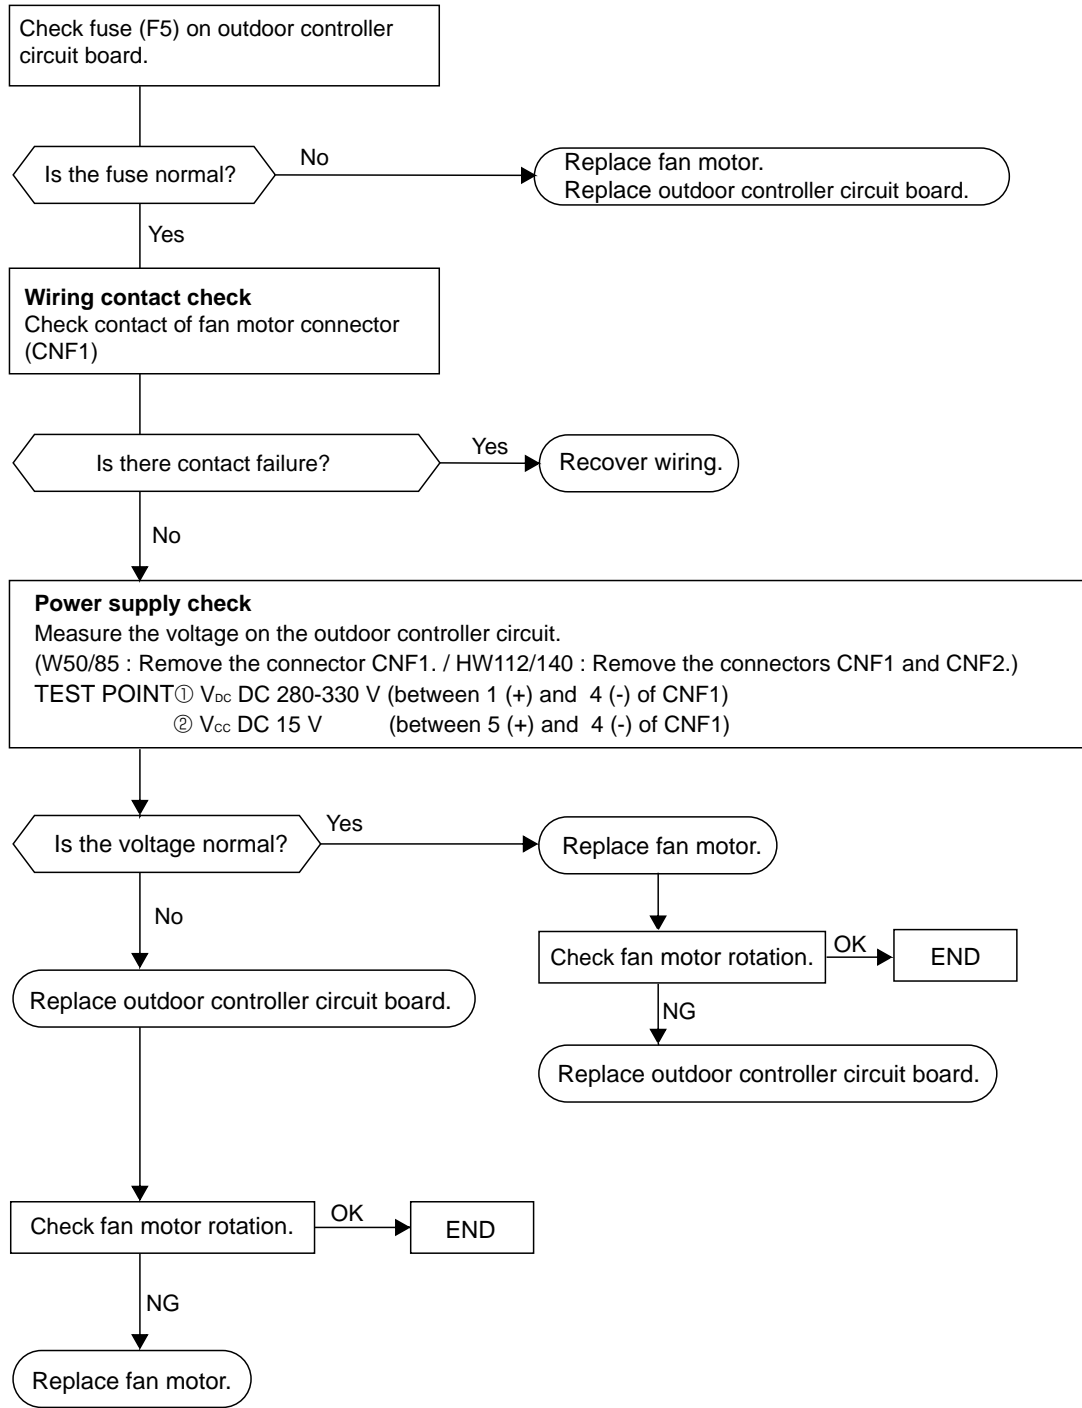 Check fuse (F5) on outdoor controller
circuit board.
Is the fuse normal?
No
Replace fan motor.
Replace outdoor controller circuit board.
Yes
Wiring contact check
Check contact of fan motor connector
(CNF1)
Is there contact failure?
Yes
Recover wiring.
No
Power supply check
Measure the voltage on the outdoor controller circuit.
(W50/85 : Remove the connector CNF1. / HW112/140 : Remove the connectors CNF1 and CNF2.)
TEST POINT① VDC DC 280-330 V (between 1 (+) and 4 (-) of CNF1)
② Vcc DC 15 V (between 5 (+) and 4 (-) of CNF1)
Is the voltage normal?
Yes
Replace fan motor.
No
Check fan motor rotation.
OK
END
Replace outdoor controller circuit board.
NG
Replace outdoor controller circuit board.
Check fan motor rotation.
OK
END
NG
Replace fan motor.